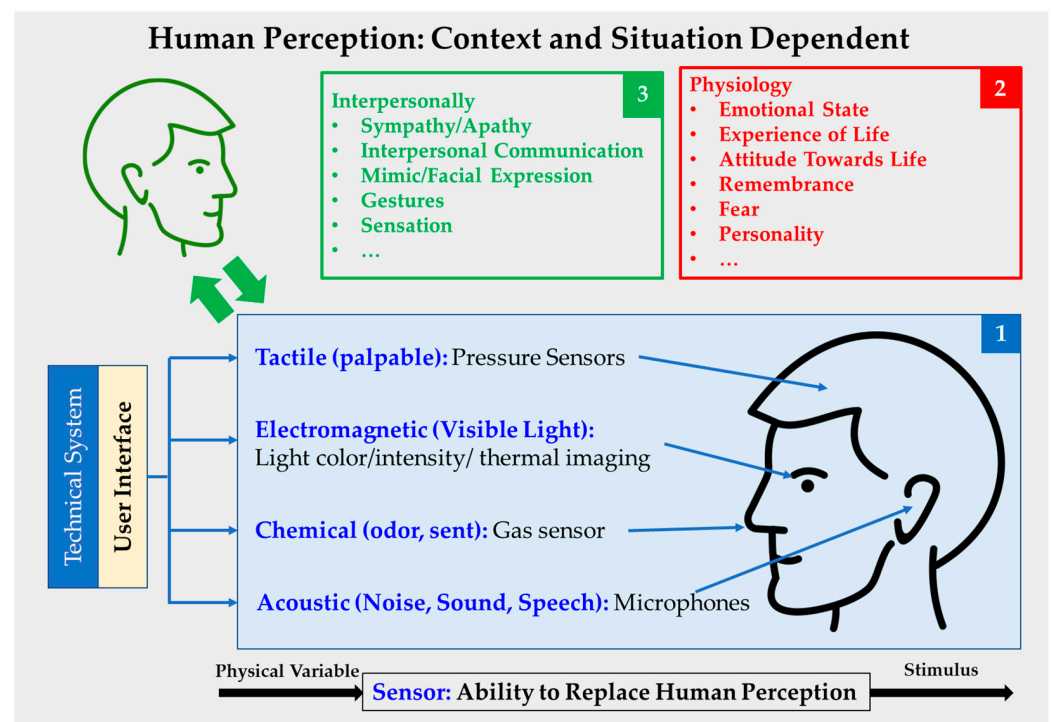 Human Perception: Context and Situation Dependent
3
Interpersonally
• Sympathy/Apathy
• Interpersonal Communication
• Mimic/Facial Expression
• Gestures
• Sensation
• …
2
Physiology
• Emotional State
• Experience of Life
• Attitude Towards Life
• Remembrance
• Fear
• Personality
• …
1
Technical System
User Interface
Tactile (palpable): Pressure Sensors
Electromagnetic (Visible Light):
Light color/intensity/ thermal imaging
Chemical (odor, sent): Gas sensor
Acoustic (Noise, Sound, Speech): Microphones
Physical Variable
Sensor: Ability to Replace Human Perception
Stimulus